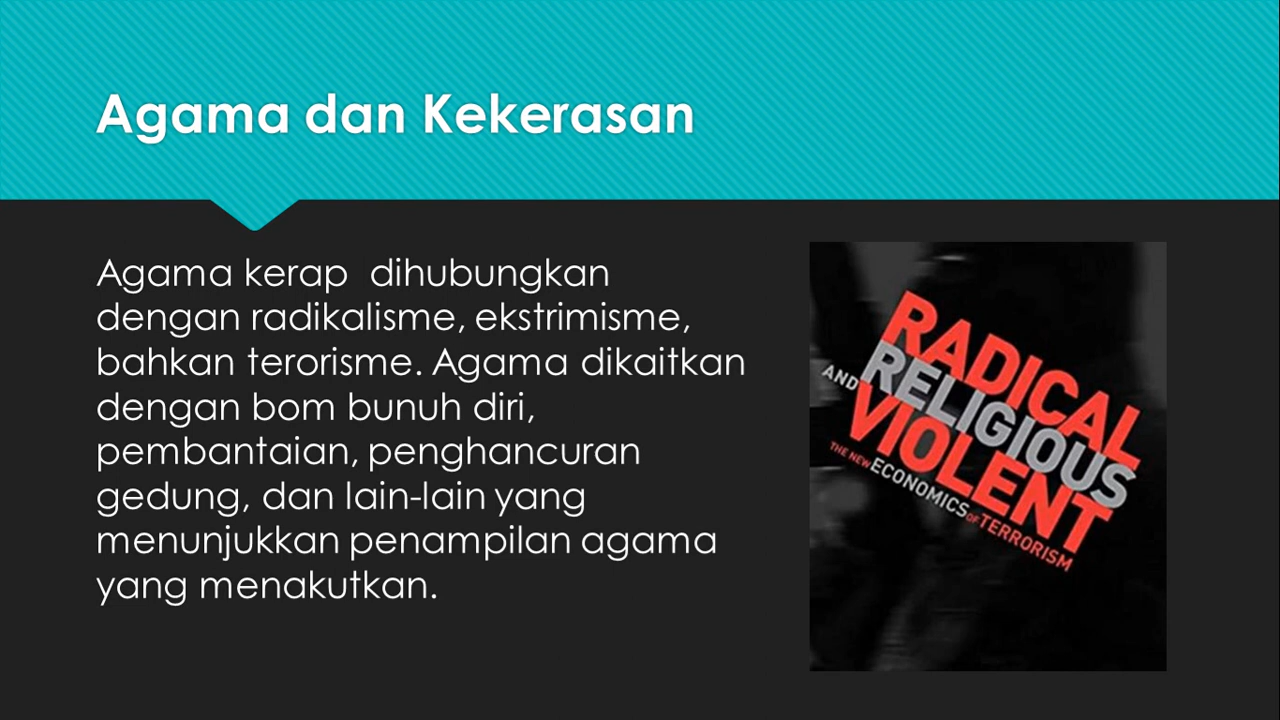 Agama dan Kekerasan
Agama kerap  dihubungkan
dengan radikalisme, ekstrimisme,
bahkan terorisme. Agama dikaitkan
dengan bom bunuh diri,
pembantaian, penghancuran
gedung, dan lain-lain yang
menunjukkan penampilan agama
yang menakutkan.
RADICAL
RELIGIOUS
AND VIOLENT
THE NEW ECONOMICS OF TERRORISM